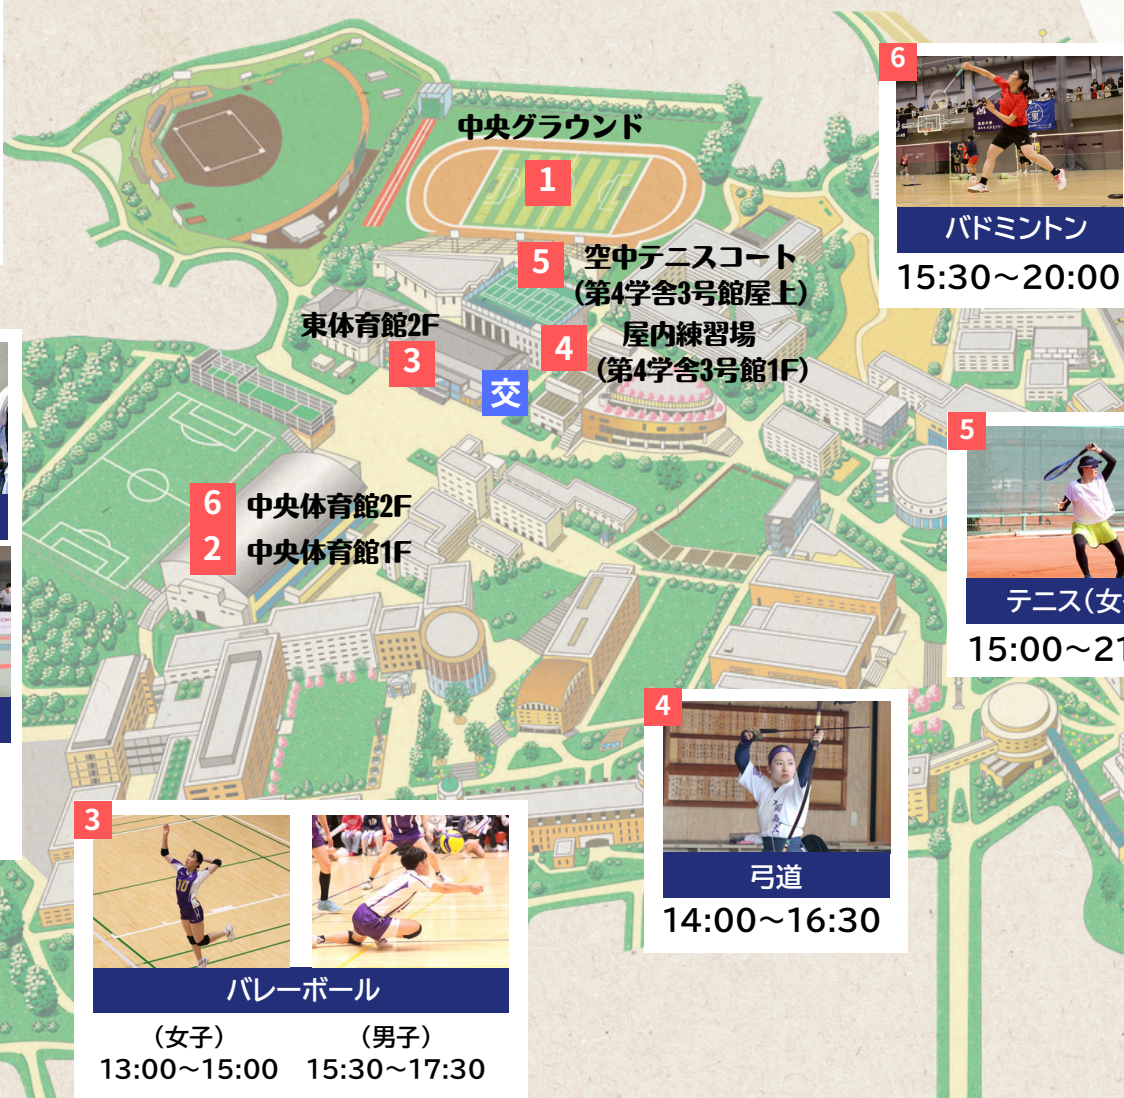 6
バドミントン
15:30～20:00
中央グラウンド
1
5
空中テニスコート
(第4学舎3号館屋上)
東体育館2F
3
4
屋内練習場
(第4学舎3号館1F)
交
5
テニス(女
15:00～21
6
中央体育館2F
2
中央体育館1F
4
弓道
14:00～16:30
3
10
バレーボール
(女子)
(男子)
13:00～15:00
15:30～17:30